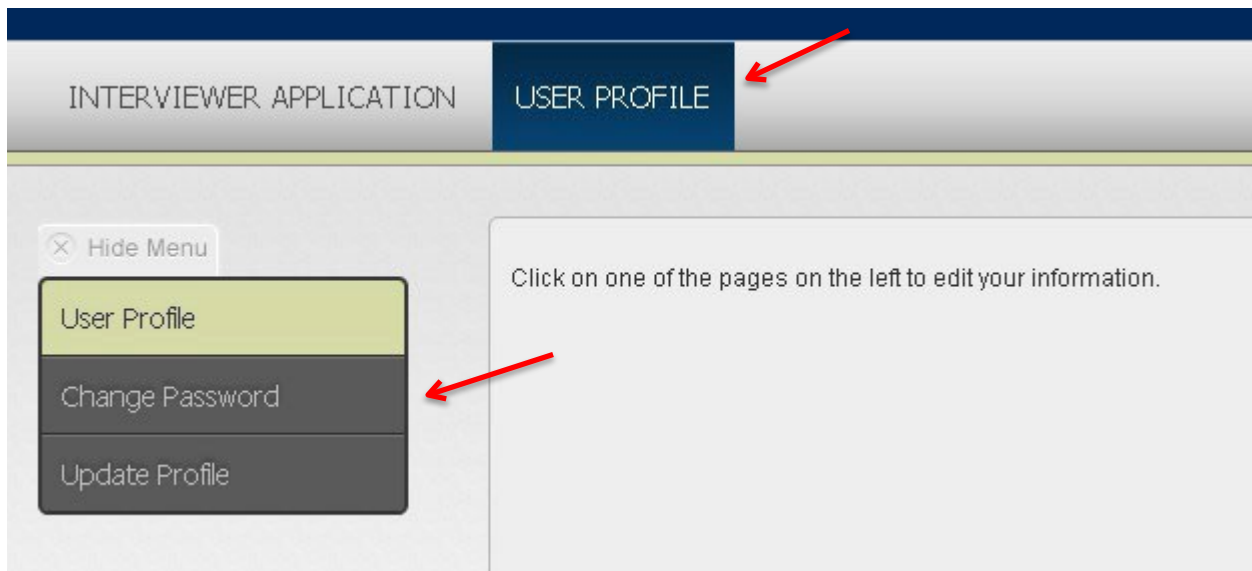 INTERVIEWER APPLICATION USER PROFILE
Hide Menu
User Profile
Change Password
Update Profile
Click on one of the pages on the left to edit your information.